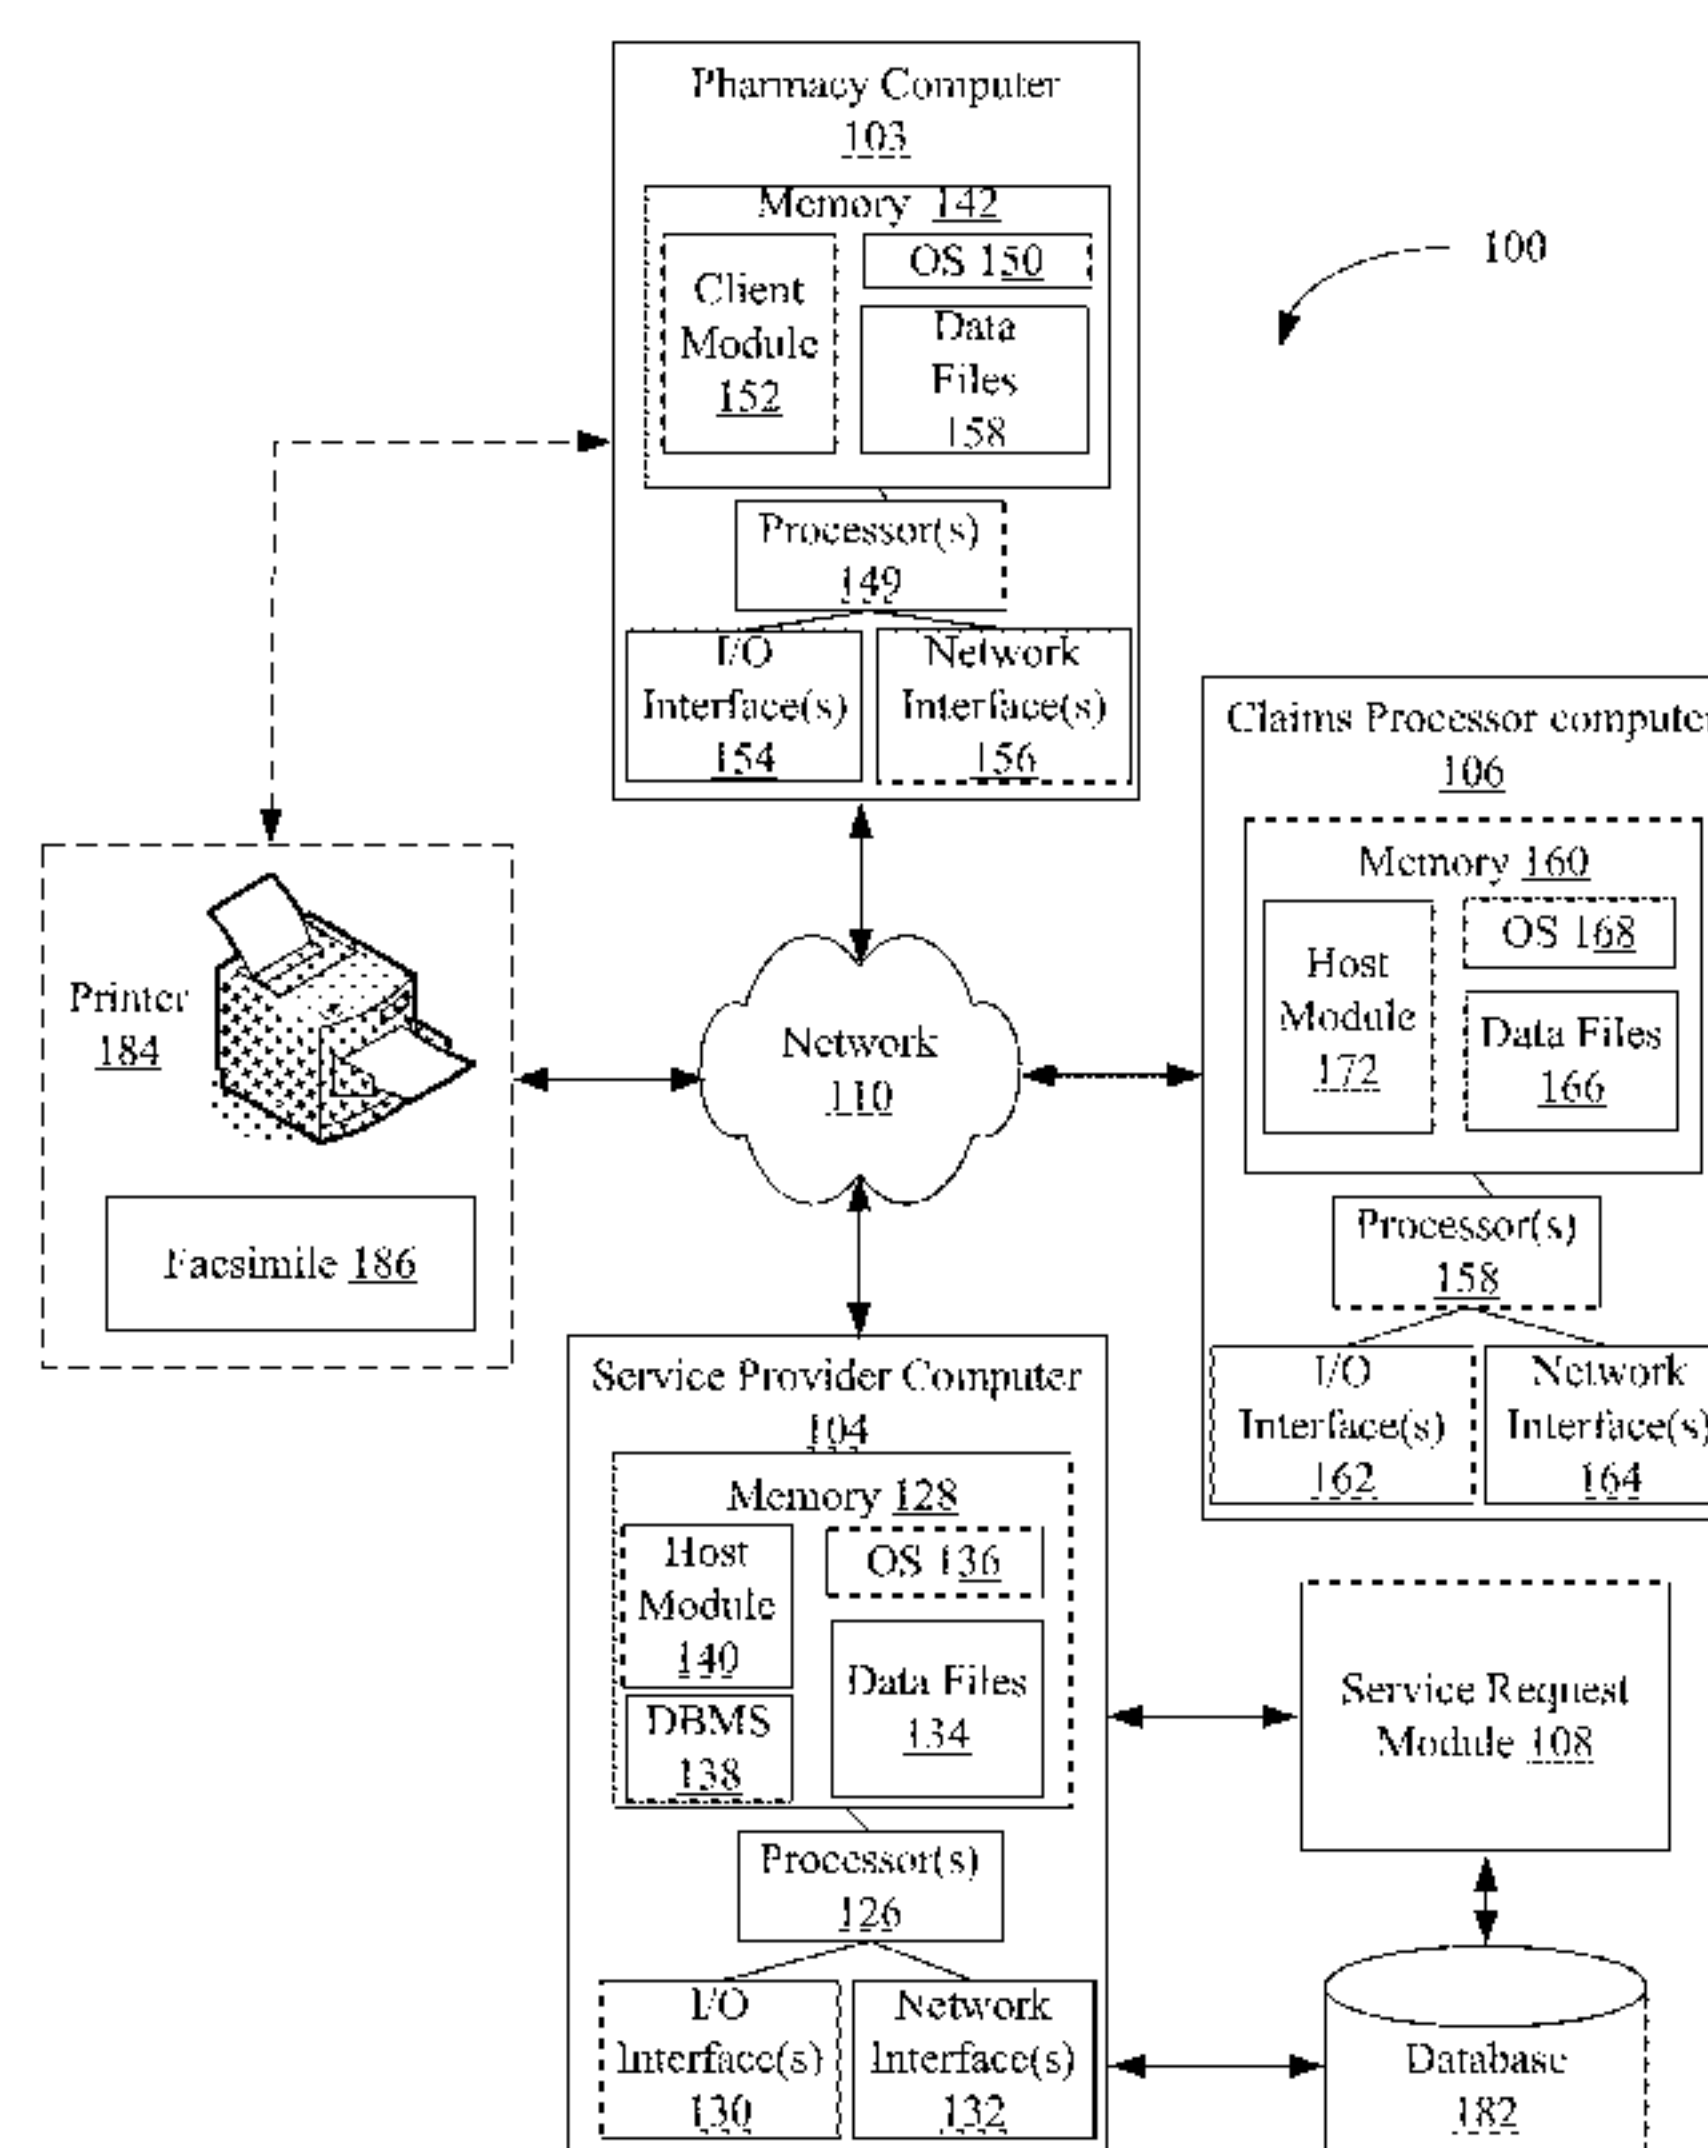 Pharmacy Computer
103
Memory 142
Client
Module
152
OS 150
Data
Files
158
Processor(s)
149
I/O
Interface(s)
154
Network
Interface(s)
156
100
Claims Processor computer
106
Memory 160
Host
Module
172
OS 168
Data Files
166
Processor(s)
158
I/O
Interface(s)
162
Network
Interface(s)
164
Printer
184
Facsimile 186
Network
110
Service Provider Computer
104
Memory 128
Host
Module
140
DBMS
138
OS 136
Data Files
134
Processor(s)
126
I/O
Interface(s)
130
Network
Interface(s)
132
Service Request
Module 108
Database
182